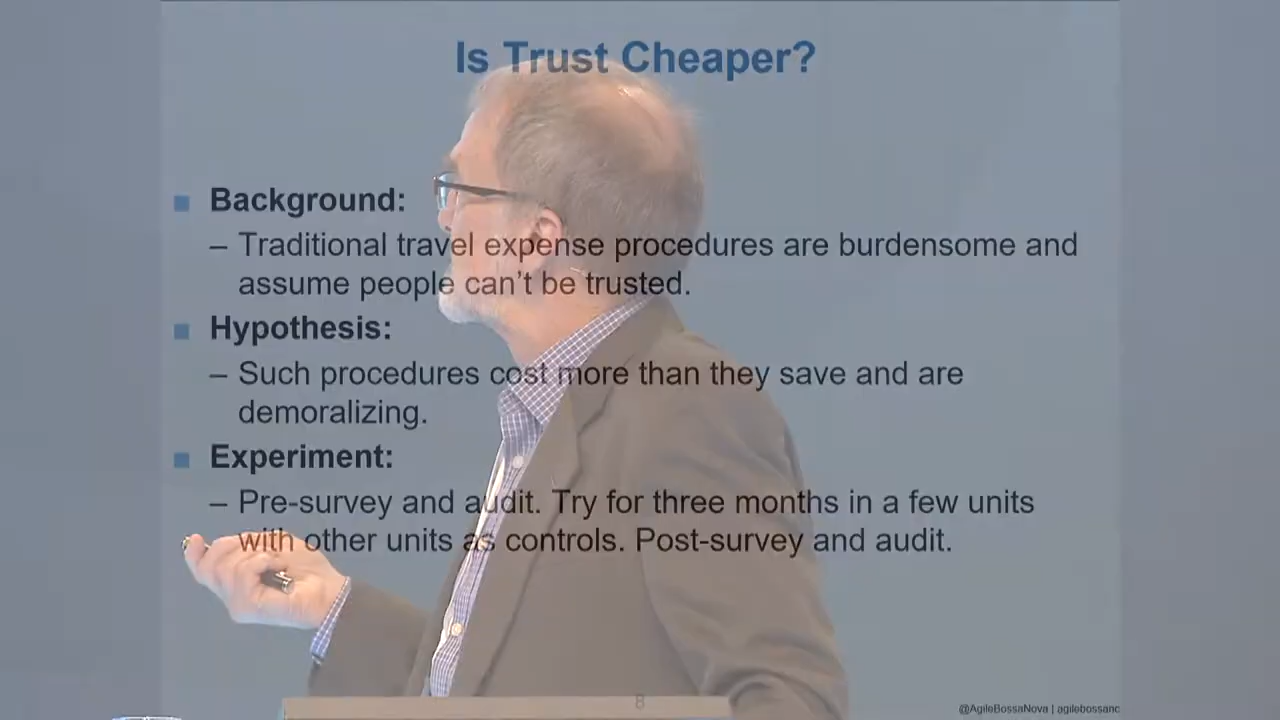 Is Trust Cheaper?
Background:
– Traditional travel expense procedures are burdensome and
assume people can’t be trusted.
Hypothesis:
– Such procedures cost more than they save and are
demoralizing.
Experiment:
– Pre-survey and audit. Try for three months in a few units
with other units as controls. Post-survey and audit.
8
@AgileBossaNova | agilebossanc